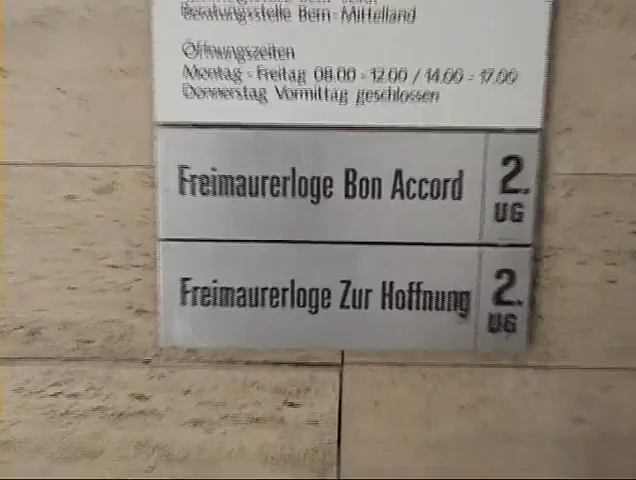 Beratungsstelle Bern - Mittelland
Öffnungszeiten
Montag - Freitag 08.00 - 12.00 / 14.00 - 17.00
Donnerstag Vormittag geschlossen
Freimaurerloge Bon Accord 2. UG
Freimaurerloge Zur Hoffnung 2. UG